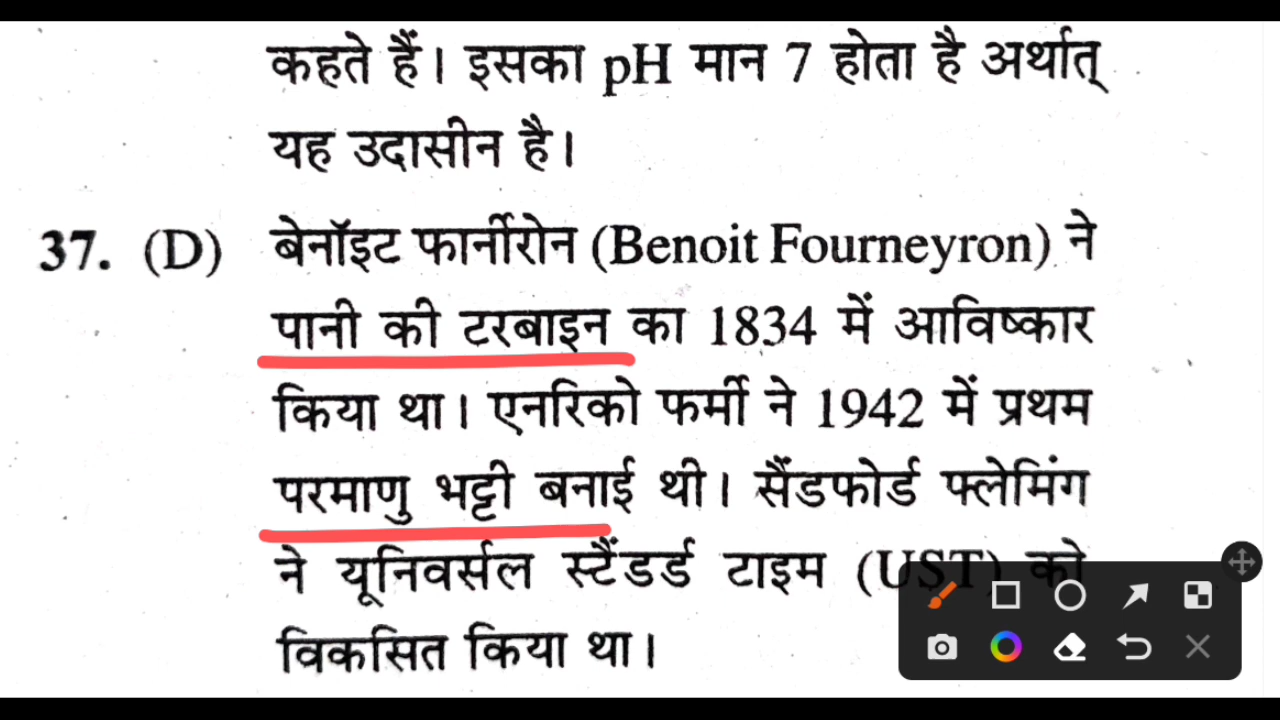 कहते हैं। इसका pH मान 7 होता है अर्थात्
यह उदासीन है।
37. (D) बेनॉइट फार्नीरोन (Benoit Fourneyron) ने
पानी की टरबाइन का 1834 में आविष्कार
किया था। एनरिको फर्मी ने 1942 में प्रथम
परमाणु भट्टी बनाई थी। सैंडफोर्ड फ्लेमिंग
ने यूनिवर्सल स्टैंडर्ड टाइम (UST) को
विकसित किया था।